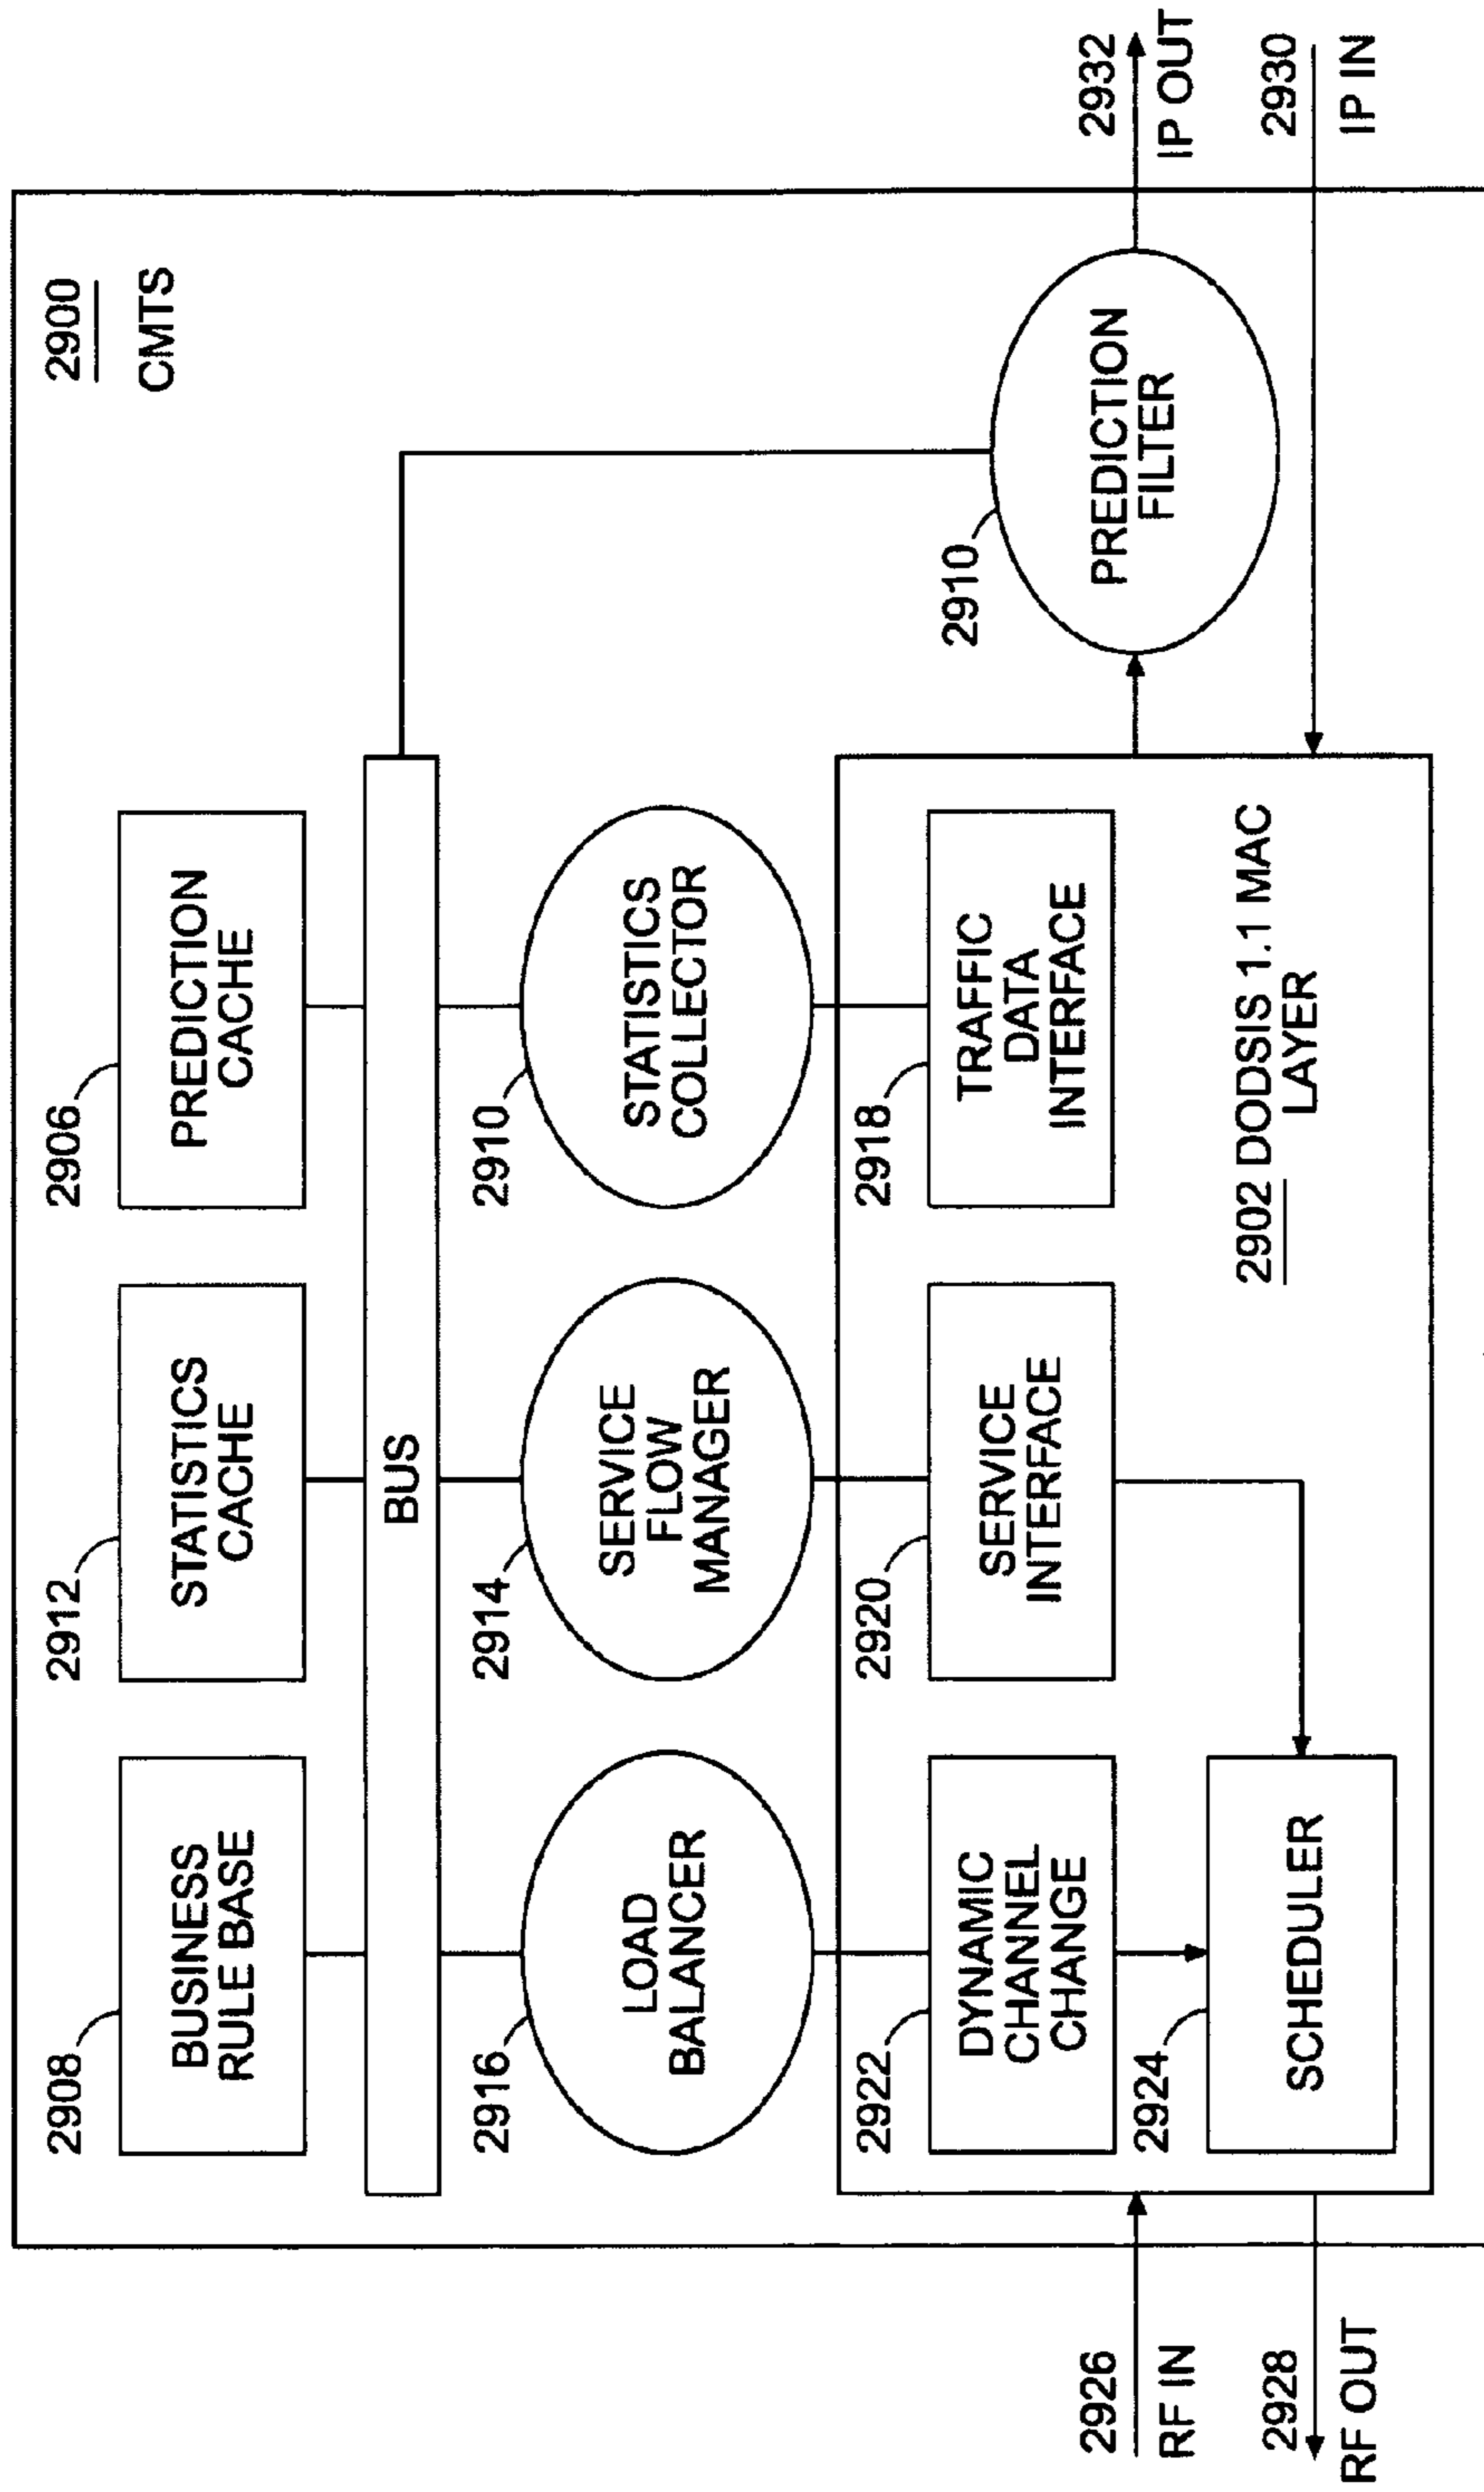 2900
CMTS
2908
BUSINESS
RULE BASE
2912
STATISTICS
CACHE
2906
PREDICTION
CACHE
BUS
2916
LOAD
BALANCER
2914
SERVICE
FLOW
MANAGER
2910
STATISTICS
COLLECTOR
2910
PREDICTION
FILTER
2922
DYNAMIC
CHANNEL
CHANGE
2920
SERVICE
INTERFACE
2918
TRAFFIC
DATA
INTERFACE
2924
SCHEDULER
2902 DODSIS 1.1 MAC
LAYER
2926
RF IN
2928
RF OUT
2932
IP OUT
2930
IP IN